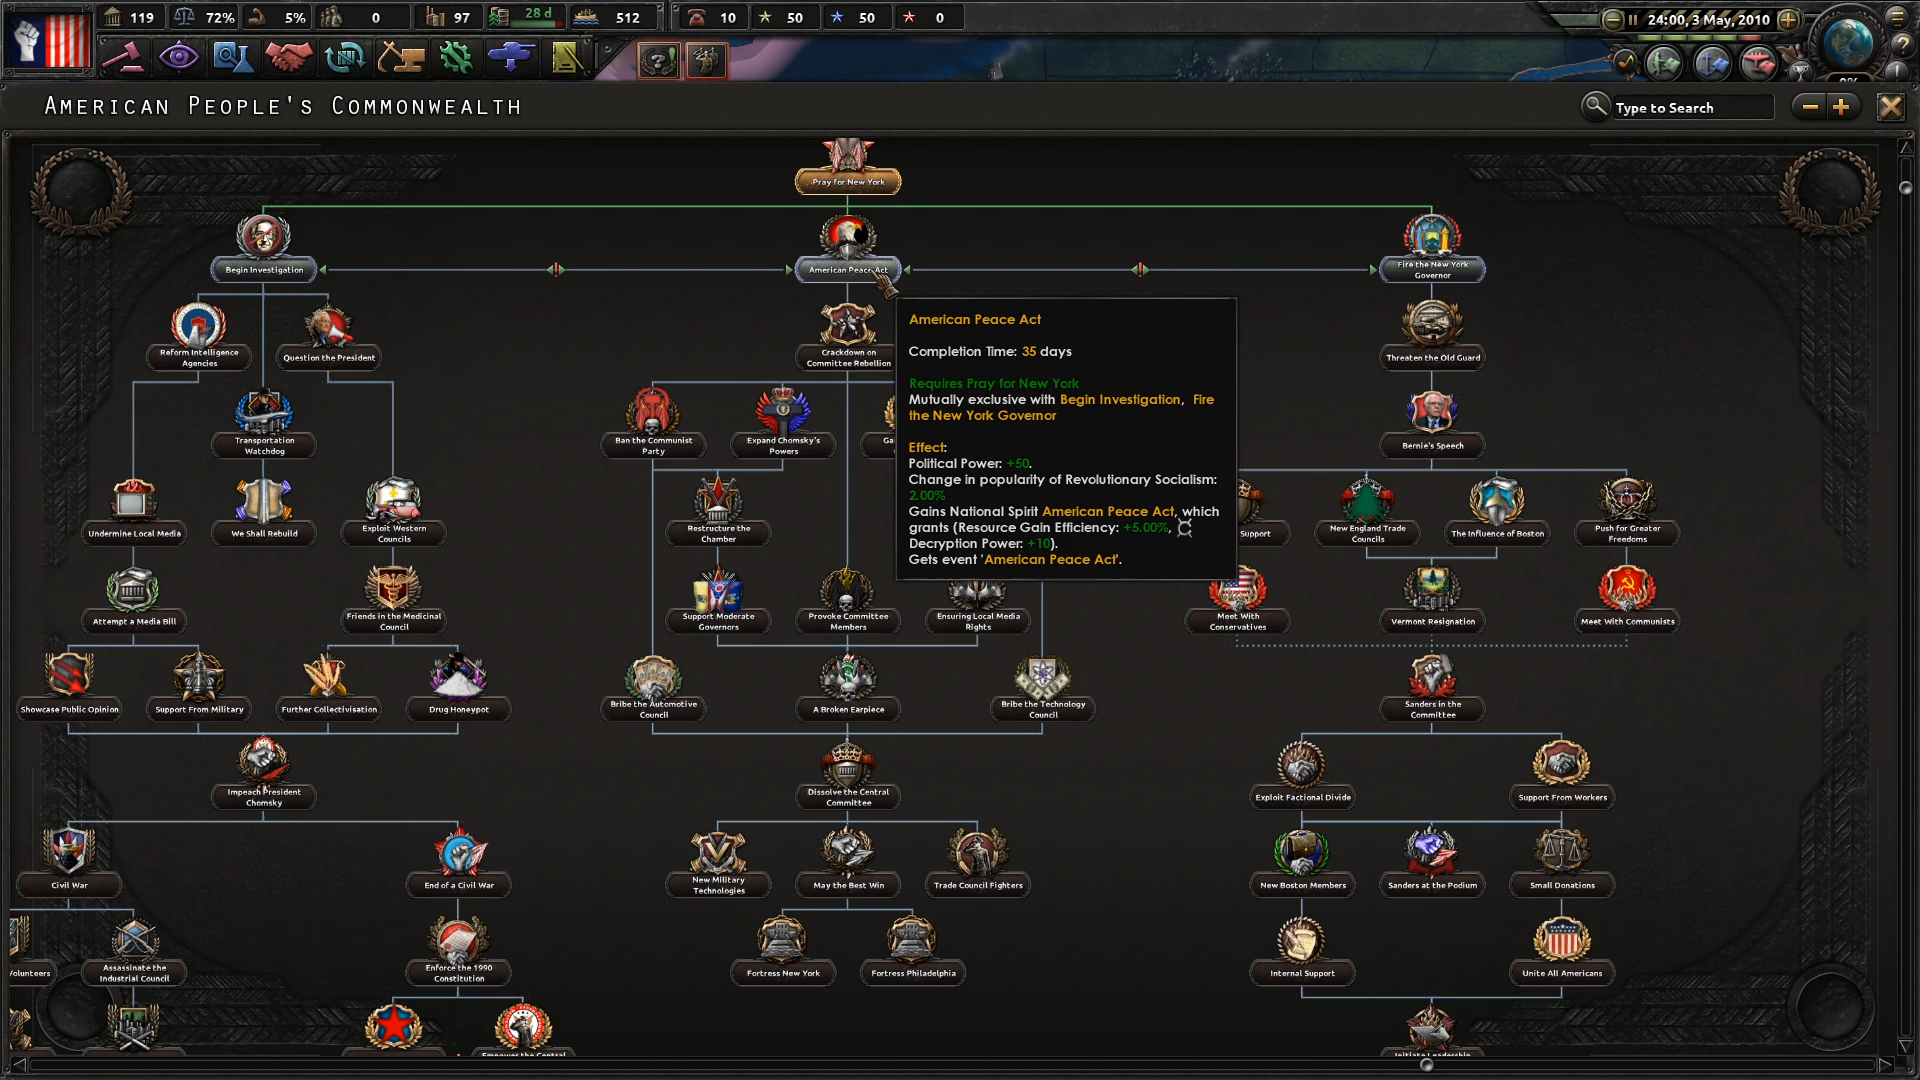 119
72%
5%
0
97
28 d
512
10
50
50
0
24:00, 3 May, 2010
American People's Commonwealth
Type to Search
Pray for New York
Begin Investigation
American Peace Act
Fire the New York
Governor
Reform Intelligence
Agencies
Question the President
Crackdown on
Committee Rebellion
Threaten the Old Guard
American Peace Act
Completion Time: 35 days
Requires Pray for New York
Mutually exclusive with Begin Investigation, Fire
the New York Governor
Effect:
Political Power: +50.
Change in popularity of Revolutionary Socialism:
2.00%
Gains National Spirit American Peace Act, which
grants (Resource Gain Efficiency: +5.00%,
Decryption Power: +10).
Gets event 'American Peace Act'.
Transportation
Watchdog
Ban the Communist
Party
Expand Chomsky's
Powers
Bernie's Speech
Undermine Local Media
We Shall Rebuild
Exploit Western
Councils
Restructure the
Chamber
Support
New England Trade
Councils
The Influence of Boston
Push for Greater
Freedoms
Attempt a Media Bill
Friends in the Medicinal
Council
Support Moderate
Governors
Provoke Committee
Members
Ensuring Local Media
Rights
Meet With
Conservatives
Vermont Resignation
Meet With Communists
Showcase Public Opinion
Support From Military
Further Collectivisation
Drug Honeypot
Bribe the Automotive
Council
A Broken Earpiece
Bribe the Technology
Council
Sanders in the
Committee
Impeach President
Chomsky
Dissolve the Central
Committee
Exploit Factional Divide
Support From Workers
Civil War
End of a Civil War
New Military
Technologies
May the Best Win
Trade Council Fighters
New Boston Members
Sanders at the Podium
Small Donations
Volunteers
Assassinate the
Industrial Council
Enforce the 1990
Constitution
Fortress New York
Fortress Philadelphia
Internal Support
Unite All Americans
Empower the Central
Initiate Leadership